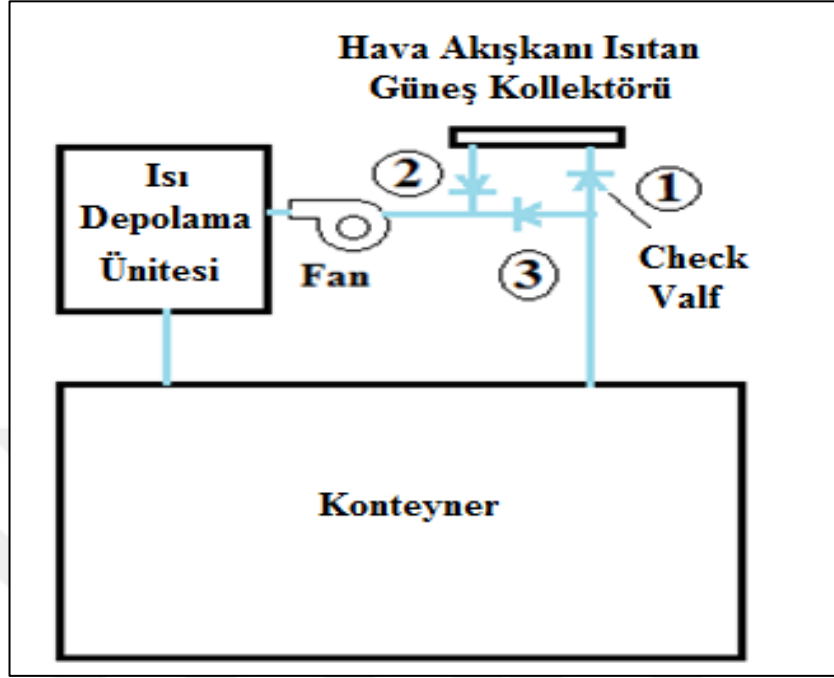 Hava Akışkanı Isıtan
Güneş Kollektörü
Isı
Depolama
Ünitesi
2
1
Fan
3
Check
Valf
Konteyner